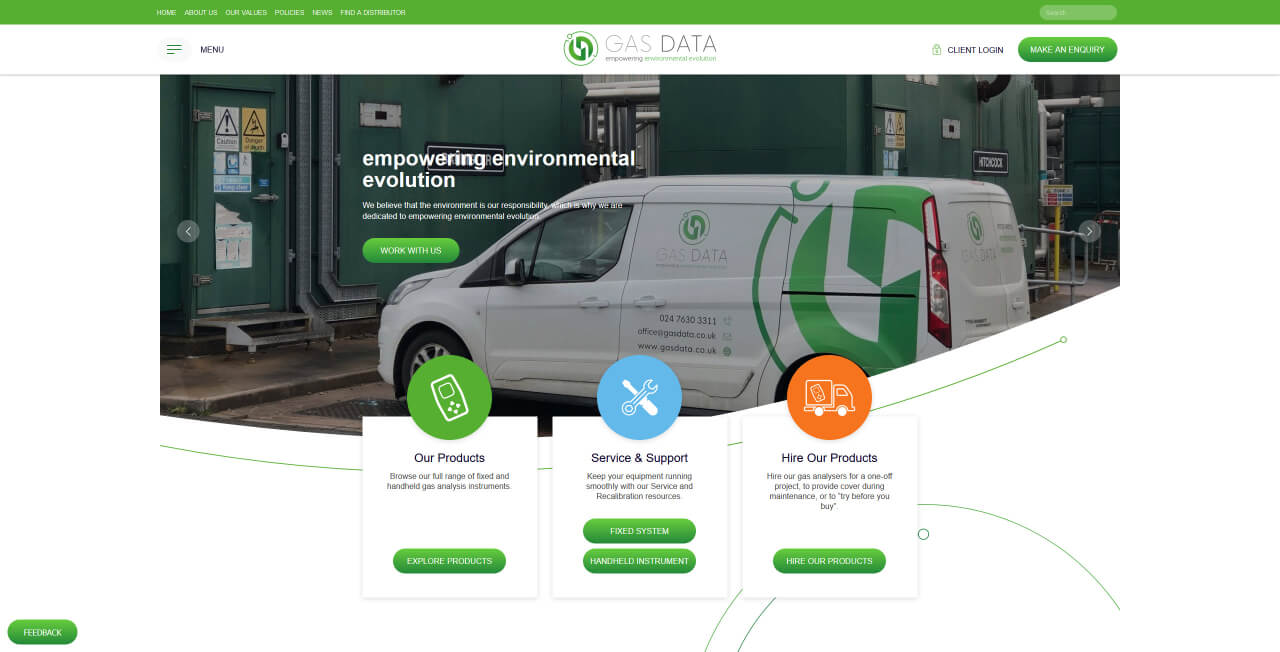 HOME ABOUT US OUR VALUES POLICIES NEWS FIND A DISTRIBUTOR
Search
MENU
GAS DATA
empowering environmental evolution
CLIENT LOGIN
MAKE AN ENQUIRY
Caution
Danger
of death
HITCHCOCK
empowering environmental
evolution
We believe that the environment is our responsibility, which is why we are
dedicated to empowering environmental evolution.
WORK WITH US
GAS DATA
empowering environmental evolution
GAS DATA
024 7630 3311
office@gasdata.co.uk
www.gasdata.co.uk
Our Products
Browse our full range of fixed and
handheld gas analysis instruments.
EXPLORE PRODUCTS
Service & Support
Keep your equipment running
smoothly with our Service and
Recalibration resources.
FIXED SYSTEM
HANDHELD INSTRUMENT
Hire Our Products
Hire our gas analysers for a one-off
project, to provide cover during
maintenance, or to "try before you
buy".
HIRE OUR PRODUCTS
FEEDBACK